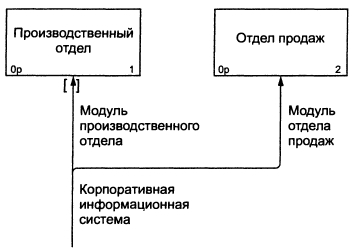 Производственный
отдел
0р 1
Отдел продаж
0р 2
[ ]
Модуль
производственного
отдела
Модуль
отдела
продаж
Корпоративная
информационная
система